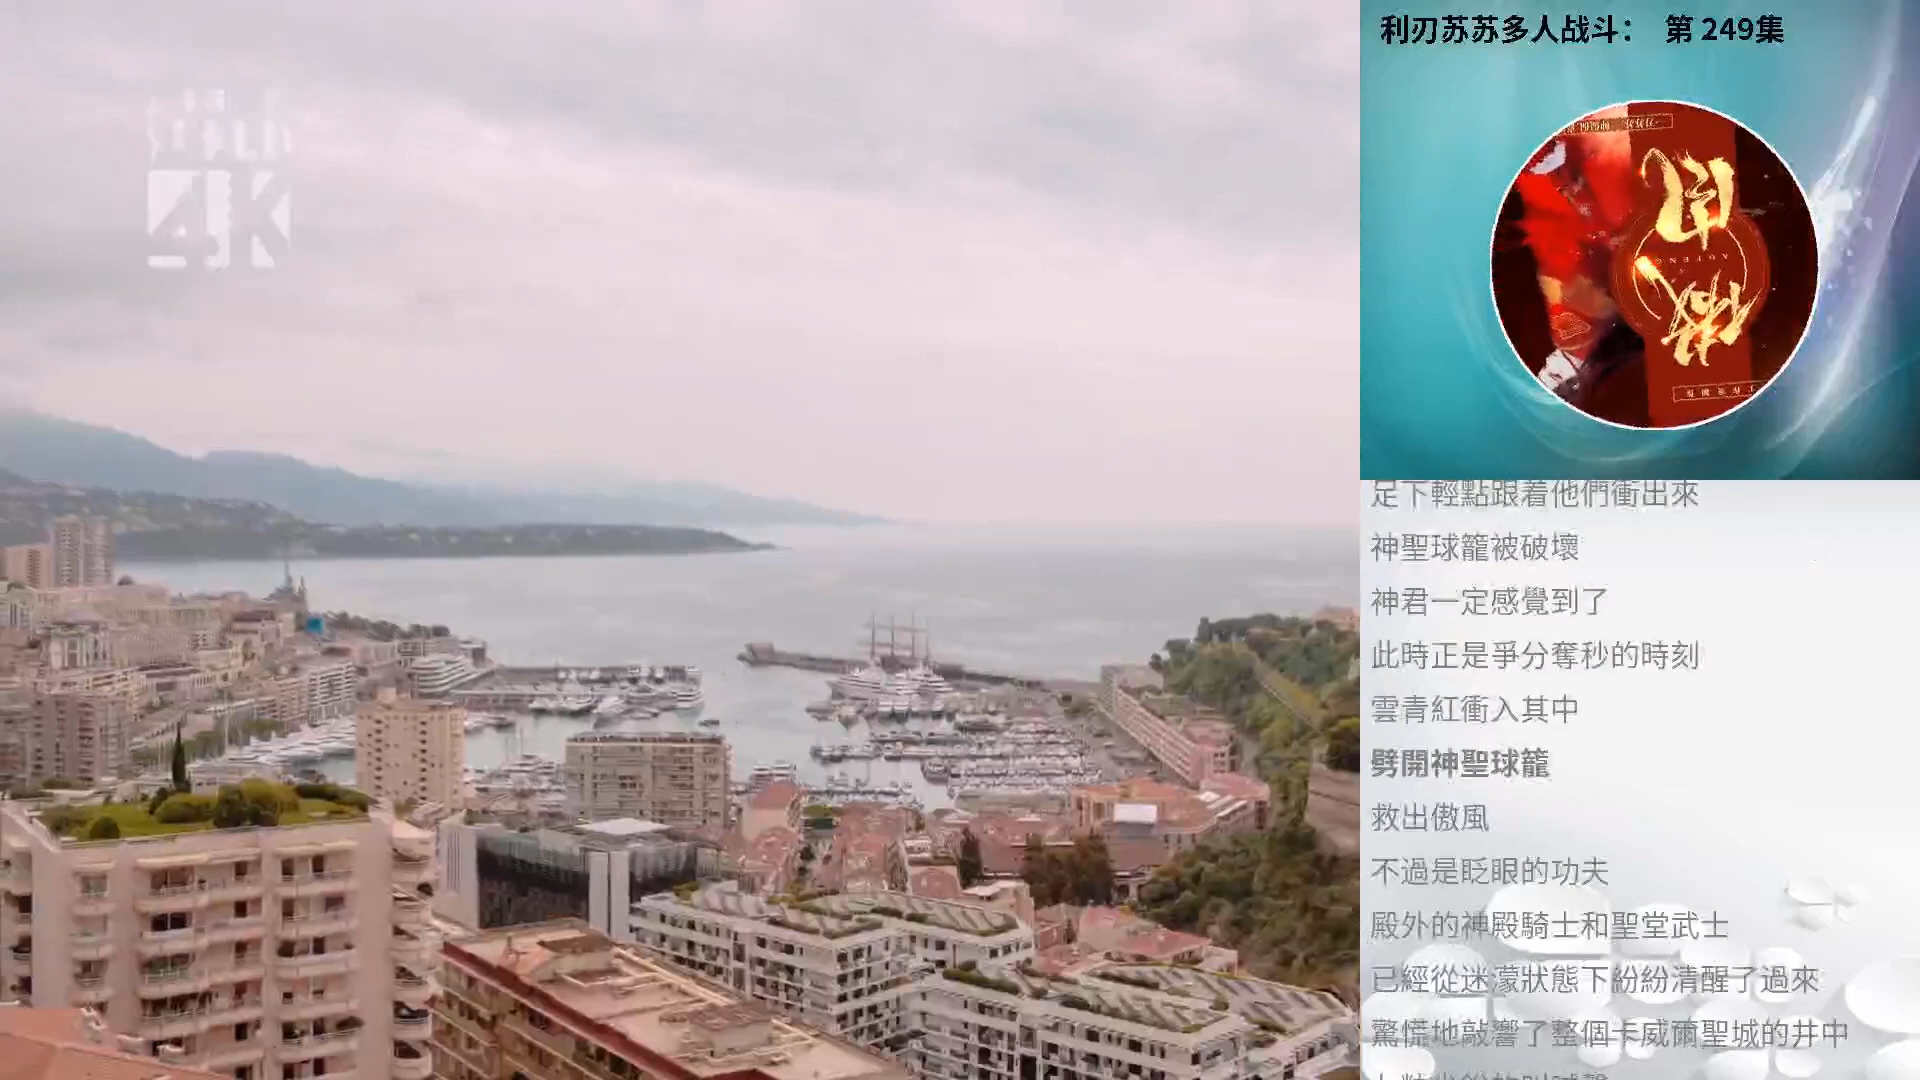 4K
利刃苏苏多人战斗： 第 249集
足下輕點跟着他們衝出來
神聖球籠被破壞
神君一定感覺到了
此時正是爭分奪秒的時刻
雲青紅衝入其中
劈開神聖球籠
救出傲風
不過是眨眼的功夫
殿外的神殿騎士和聖堂武士
已經從迷濛狀態下紛紛清醒了過來
驚慌地敲響了整個卡威爾聖城的井中